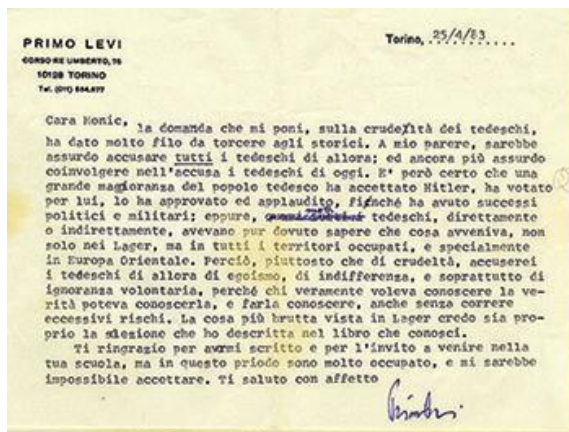 PRIMO LEVI
CORSO RE UMBERTO, 75
10128 TORINO
Tel. (011) 584.677
Torino, 25/4/83
Cara Monic,
la domanda che mi poni, sulla crudeltà dei tedeschi,
ha dato molto filo da torcere agli storici. A mio parere, sarebbe
assurdo accusare tutti i tedeschi di allora; ed ancora più assurdo
coinvolgere nell'accusa i tedeschi di oggi. E' però certo che una
grande maggioranza del popolo tedesco ha accettato Hitler, ha votato
per lui, lo ha approvato ed applaudito, finché ha avuto successi
politici e militari; eppure, tedeschi, direttamente
o indirettamente, avevano pur dovuto sapere che cosa avveniva, non
solo nei Lager, ma in tutti i territori occupati, e specialmente
in Europa Orientale. Perciò, piuttosto che di crudeltà, accuserei
i tedeschi di allora di egoismo, di indifferenza, e soprattutto di
ignoranza volontaria, perché chi veramente voleva conoscere la ve-
rità poteva conoscerla, e farla conoscere, anche senza correre
eccessivi rischi. La cosa più brutta vista in Lager credo sia pro-
prio la slezione che ho descritta nel libro che conosci.
Ti ringrazio per avermi scritto e per l'invito a venire nella
tua scuola, ma in questo priodo sono molto occupato, e mi sarebbe
impossibile accettare. Ti saluto con affetto